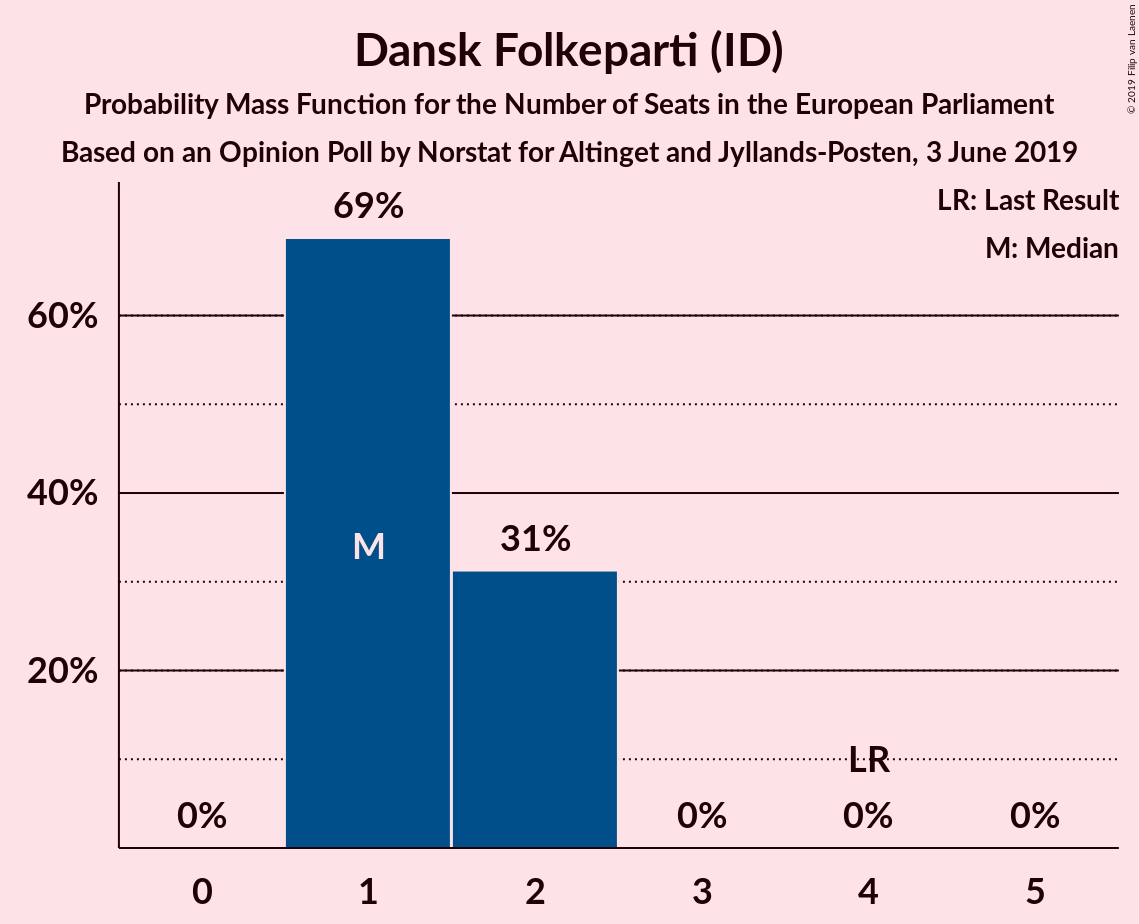 Dansk Folkeparti (ID)
Probability Mass Function for the Number of Seats in the European Parliament
Based on an Opinion Poll by Norstat for Altinget and Jyllands-Posten, 3 June 2019
© 2019 Filip van Laenen
LR: Last Result
M: Median
69%
60%
40%
31%
M
20%
LR
0%
0%
0%
0%
0
1
2
3
4
5